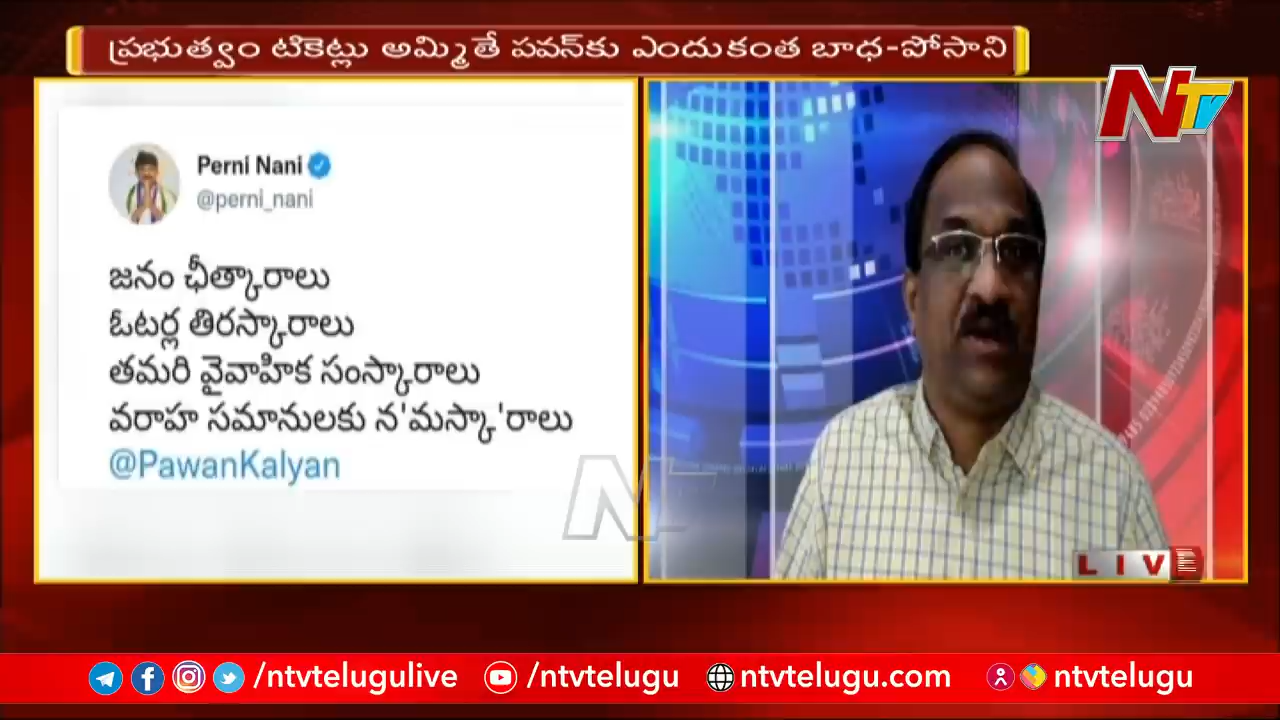 ప్రభుత్వం టికెట్లు అమ్మితే పవన్‌కు ఎందుకంత బాధ-పోసాని
NTV
Perni Nani
@perni_nani
జనం ఛీత్కారాలు
ఓటర్ల తిరస్కారాలు
తమరి వైవాహిక సంస్కారాలు
వరాహ సమానులకు న'మస్కా'రాలు
@PawanKalyan
LIVE
/ntvtelugulive
/ntvtelugu
ntvtelugu.com
ntvtelugu